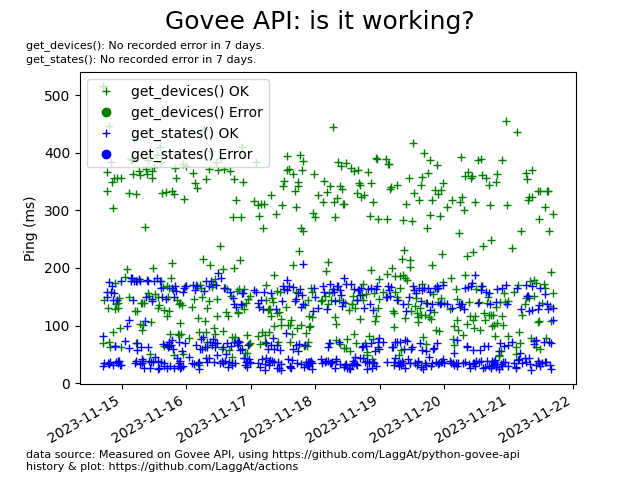 Govee API: is it working?
get_devices(): No recorded error in 7 days.
get_states(): No recorded error in 7 days.
get_devices() OK
get_devices() Error
get_states() OK
get_states() Error
Ping (ms)
500
400
300
200
100
0
2023-11-15
2023-11-16
2023-11-17
2023-11-18
2023-11-19
2023-11-20
2023-11-21
2023-11-22
data source: Measured on Govee API, using https://github.com/LaggAt/python-govee-api
history & plot: https://github.com/LaggAt/actions